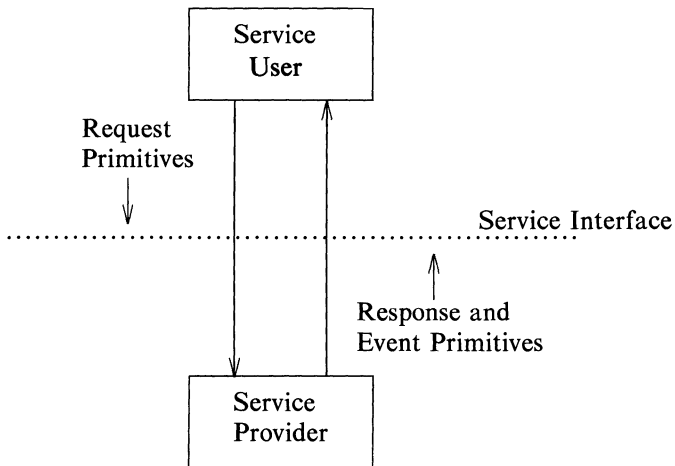 Service
User
Request
Primitives
Service Interface
Response and
Event Primitives
Service
Provider